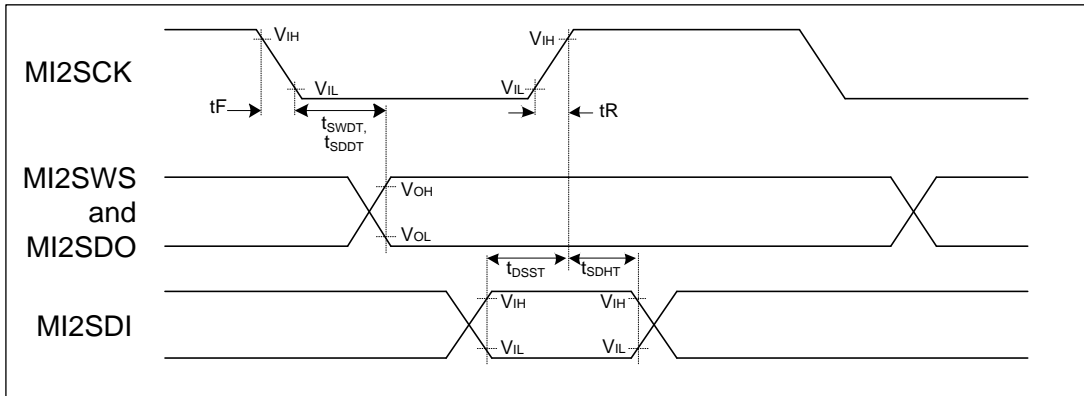 VIH
VIH
MI2SCK
VIL
VIL
tF
tSWDT,
tSDDT
tR
MI2SWS
and
MI2SDO
VOH
VOL
tDSST
tSDHT
VIH
VIH
MI2SDI
VIL
VIL